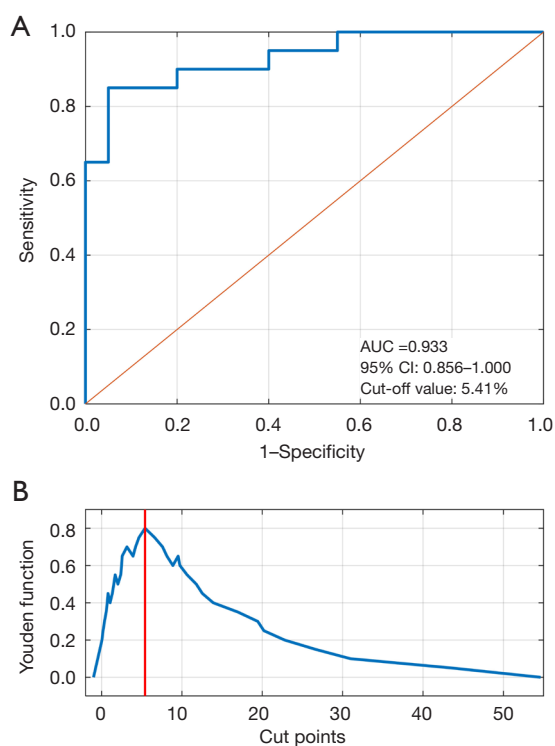 A
1.0
0.8
0.6
0.4
0.2
0.0
Sensitivity
AUC =0.933
95% CI: 0.856–1.000
Cut-off value: 5.41%
0.0 0.2 0.4 0.6 0.8 1.0
1–Specificity
B
0.8
0.6
0.4
0.2
0.0
Youden function
0 10 20 30 40 50
Cut points